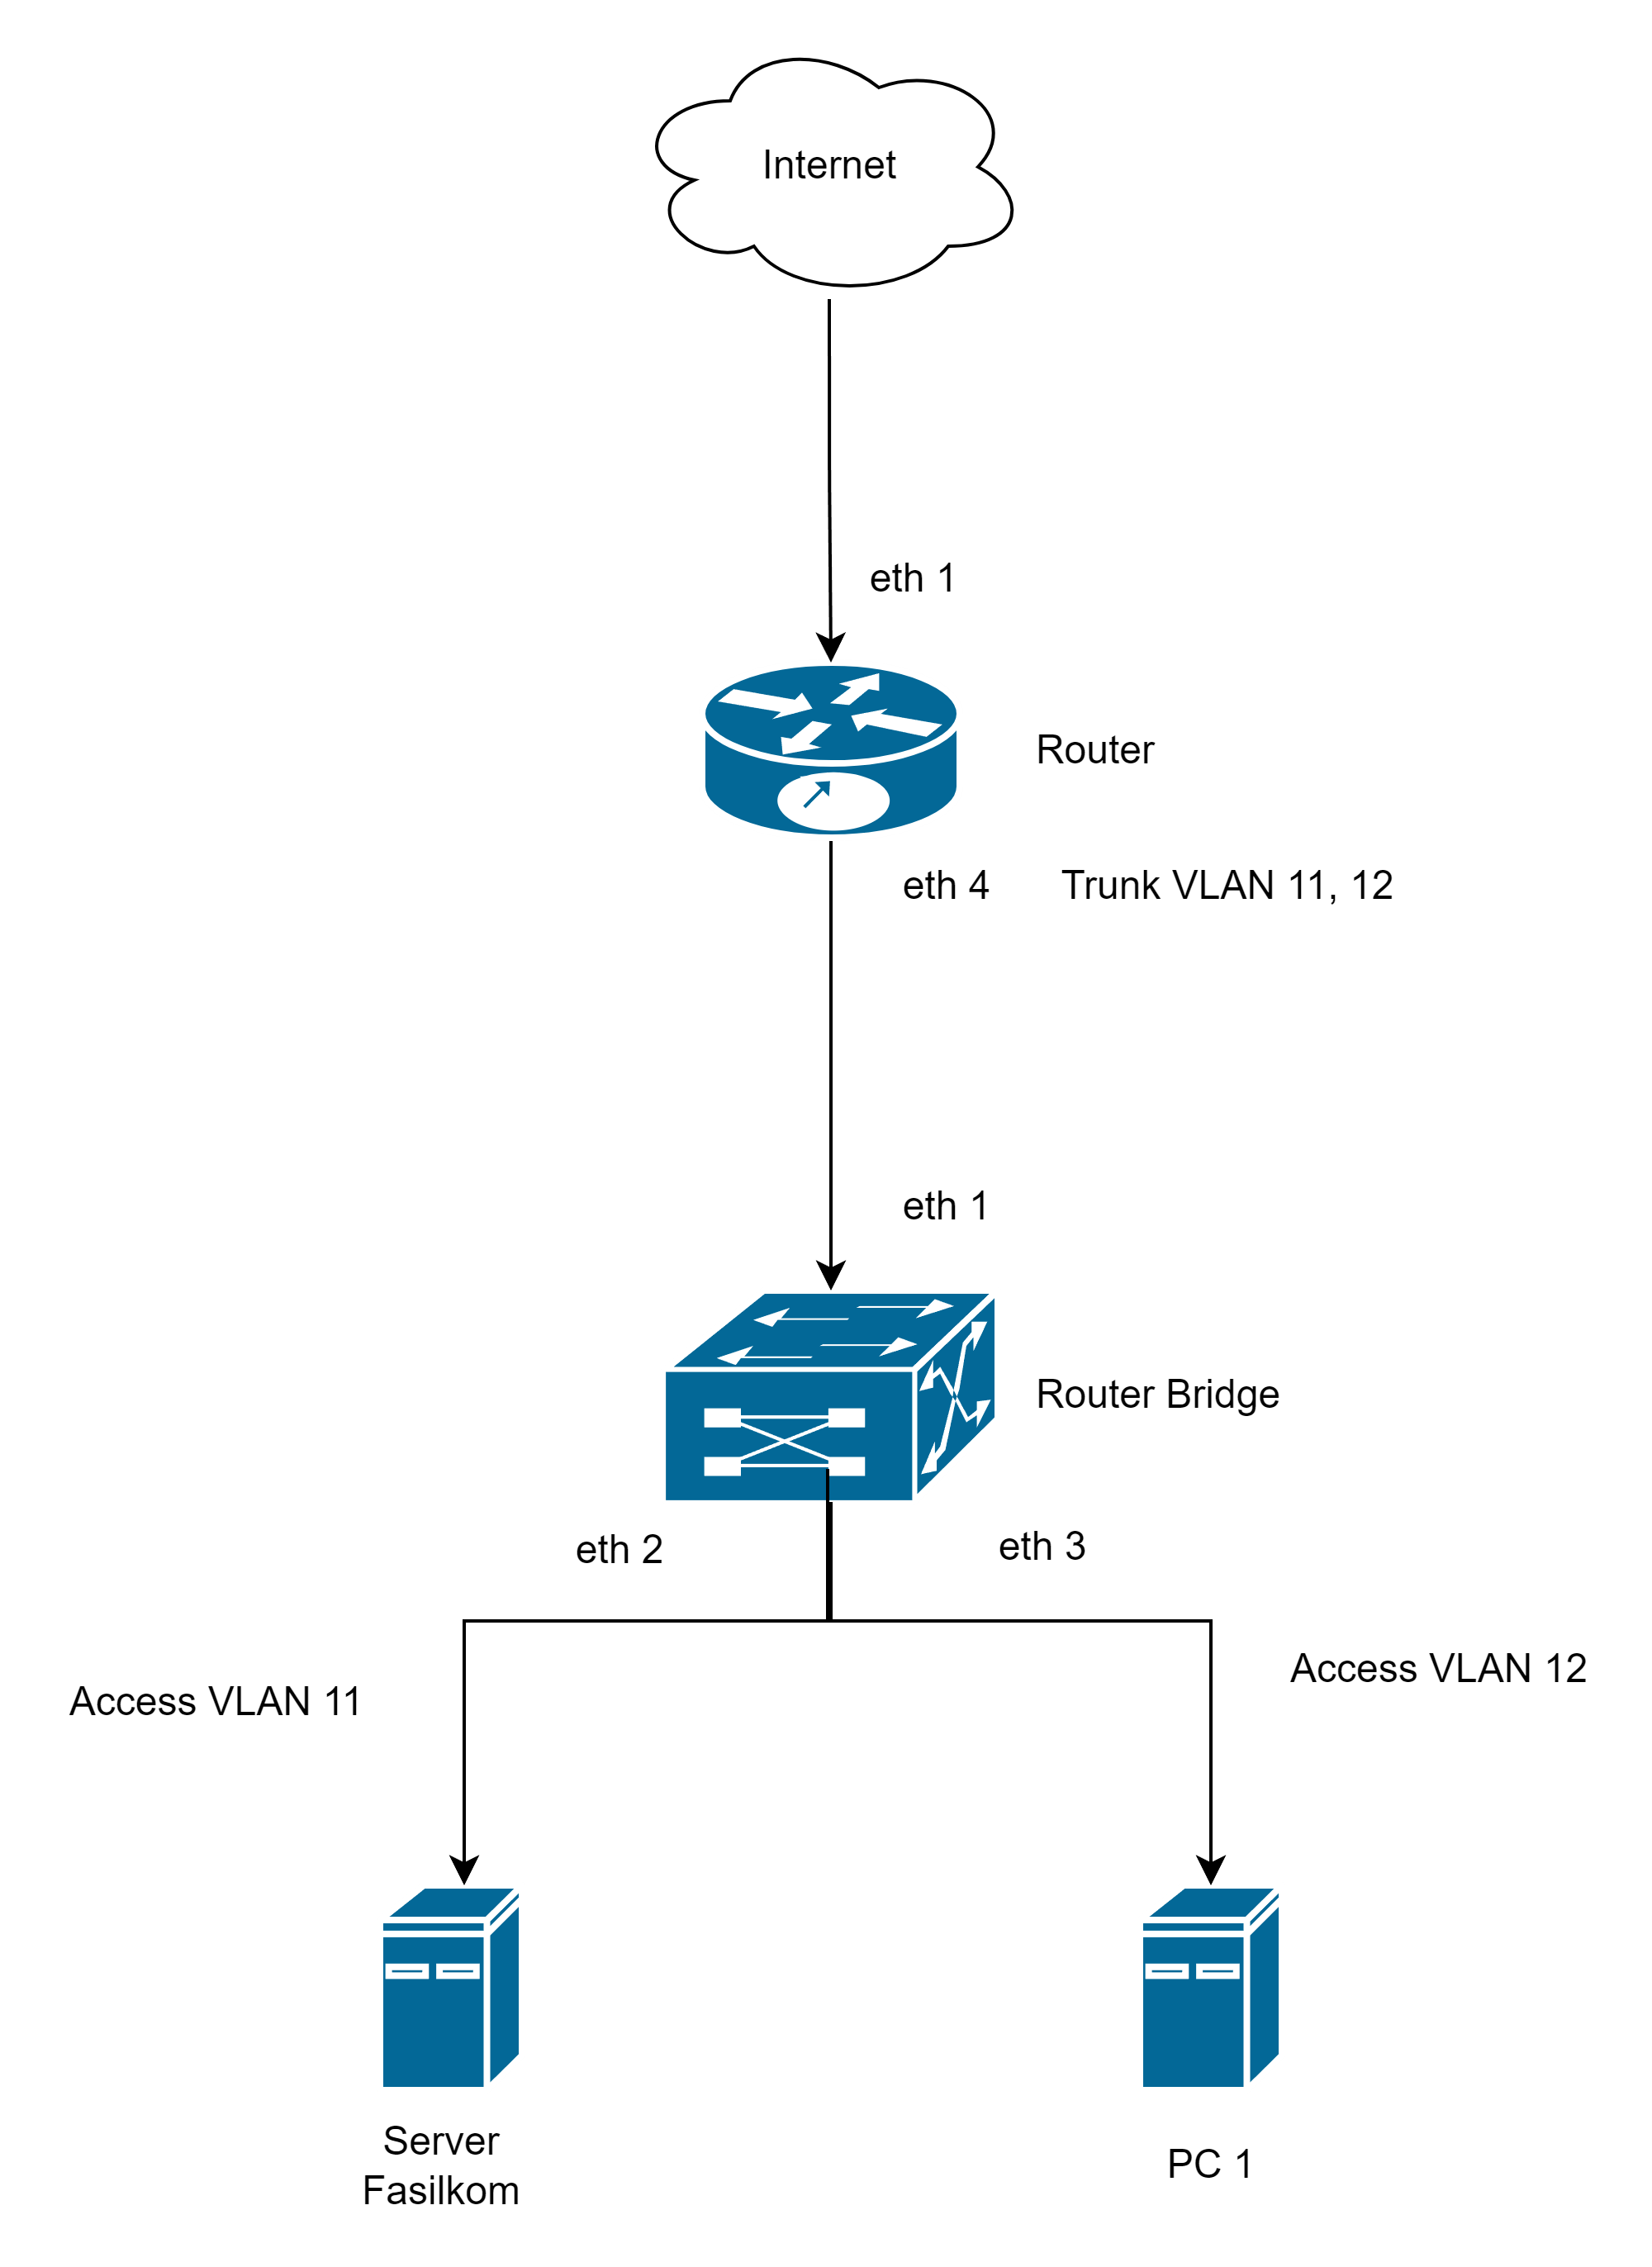 Internet
eth 1
Router
eth 4
Trunk VLAN 11, 12
eth 1
Router Bridge
eth 2
eth 3
Access VLAN 11
Access VLAN 12
Server
Fasilkom
PC 1